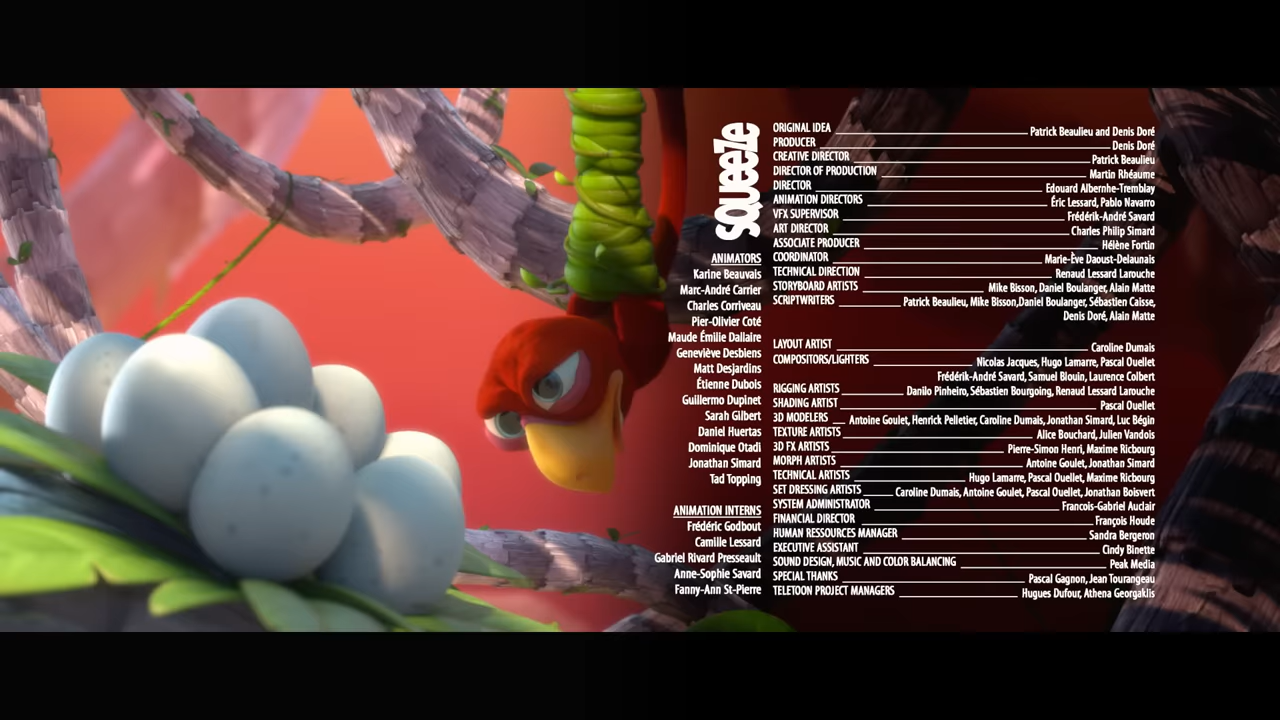 squeeze
ANIMATORS
Karine Beauvais
Marc-André Carrier
Charles Corriveau
Pier-Olivier Coté
Maude Émilie Dallaire
Geneviève Desbiens
Matt Desjardins
Étienne Dubois
Guillermo Dupinet
Sarah Gilbert
Daniel Huertas
Dominique Otadi
Jonathan Simard
Tad Topping
ANIMATION INTERNS
Frédéric Godbout
Camille Lessard
Gabriel Rivard Presseault
Anne-Sophie Savard
Fanny-Ann St-Pierre
ORIGINAL IDEA Patrick Beaulieu and Denis Doré
PRODUCER Denis Doré
CREATIVE DIRECTOR Patrick Beaulieu
DIRECTOR OF PRODUCTION Martin Rhéaume
DIRECTOR Edouard Albernhe-Tremblay
ANIMATION DIRECTORS Éric Lessard, Pablo Navarro
VFX SUPERVISOR Frédérik-André Savard
ART DIRECTOR Charles Philip Simard
ASSOCIATE PRODUCER Hélène Fortin
COORDINATOR Marie-Ève Daoust-Delaunais
TECHNICAL DIRECTION Renaud Lessard Larouche
STORYBOARD ARTISTS Mike Bisson, Daniel Boulanger, Alain Matte
SCRIPTWRITERS Patrick Beaulieu, Mike Bisson,Daniel Boulanger, Sébastien Caisse,
Denis Doré, Alain Matte
LAYOUT ARTIST Caroline Dumais
COMPOSITORS/LIGHTERS Nicolas Jacques, Hugo Lamarre, Pascal Ouellet
Frédérik-André Savard, Samuel Blouin, Laurence Colbert
RIGGING ARTISTS Danilo Pinheiro, Sébastien Bourgoing, Renaud Lessard Larouche
SHADING ARTIST Pascal Ouellet
3D MODELERS Antoine Goulet, Henrick Pelletier, Caroline Dumais, Jonathan Simard, Luc Bégin
TEXTURE ARTISTS Alice Bouchard, Julien Vandois
3D FX ARTISTS Pierre-Simon Henri, Maxime Ricbourg
MORPH ARTISTS Antoine Goulet, Jonathan Simard
TECHNICAL ARTISTS Hugo Lamarre, Pascal Ouellet, Maxime Ricbourg
SET DRESSING ARTISTS Caroline Dumais, Antoine Goulet, Pascal Ouellet, Jonathan Boisvert
SYSTEM ADMINISTRATOR Francois-Gabriel Auclair
FINANCIAL DIRECTOR François Houde
HUMAN RESSOURCES MANAGER Sandra Bergeron
EXECUTIVE ASSISTANT Cindy Binette
SOUND DESIGN, MUSIC AND COLOR BALANCING Peak Media
SPECIAL THANKS Pascal Gagnon, Jean Tourangeau
TELETOON PROJECT MANAGERS Hugues Dufour, Athena Georgaklis